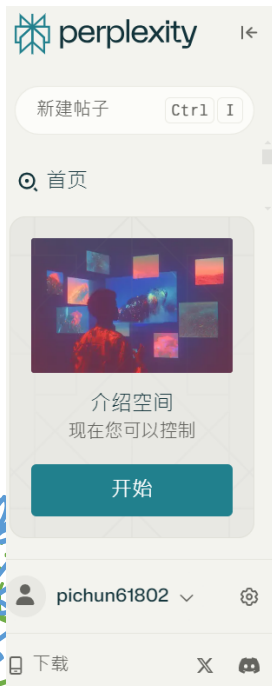 perplexity
新建帖子 Ctrl I
首页
介绍空间
现在您可以控制
开始
pichun61802
下载